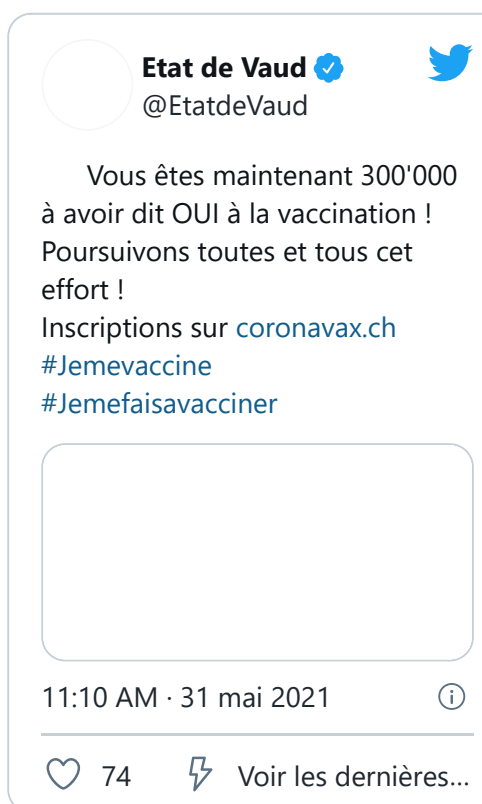 Etat de Vaud
@EtatdeVaud
Vous êtes maintenant 300'000
à avoir dit OUI à la vaccination !
Poursuivons toutes et tous cet
effort !
Inscriptions sur coronavax.ch
#Jemevaccine
#Jemefaisavacciner
11:10 AM · 31 mai 2021
74 Voir les dernières...